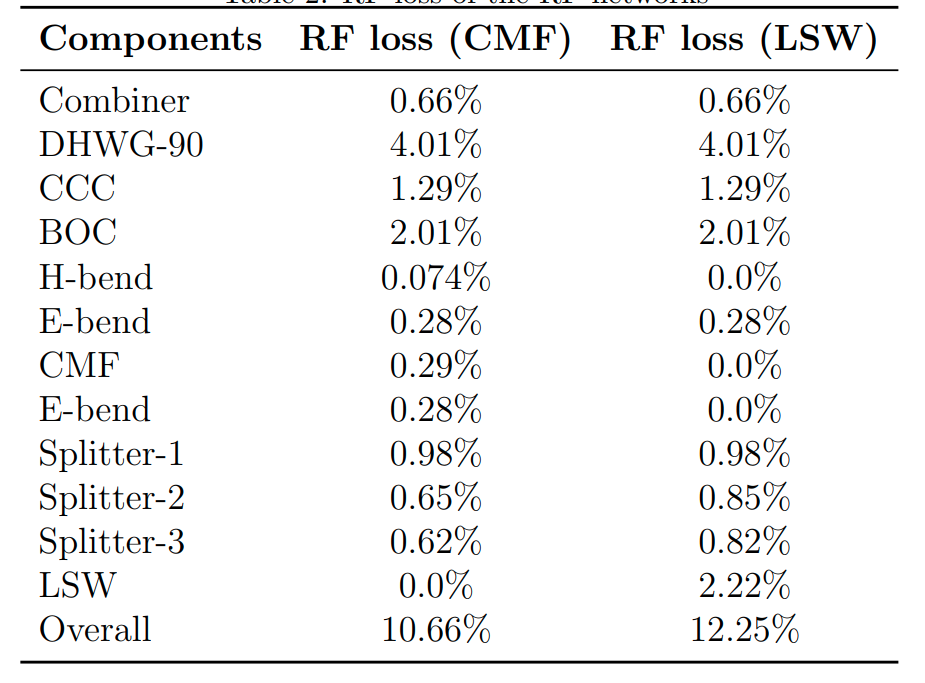 Table 2: RF loss of the RF networks
Components RF loss (CMF) RF loss (LSW)
Combiner 0.66% 0.66%
DHWG-90 4.01% 4.01%
CCC 1.29% 1.29%
BOC 2.01% 2.01%
H-bend 0.074% 0.0%
E-bend 0.28% 0.28%
CMF 0.29% 0.0%
E-bend 0.28% 0.0%
Splitter-1 0.98% 0.98%
Splitter-2 0.65% 0.85%
Splitter-3 0.62% 0.82%
LSW 0.0% 2.22%
Overall 10.66% 12.25%